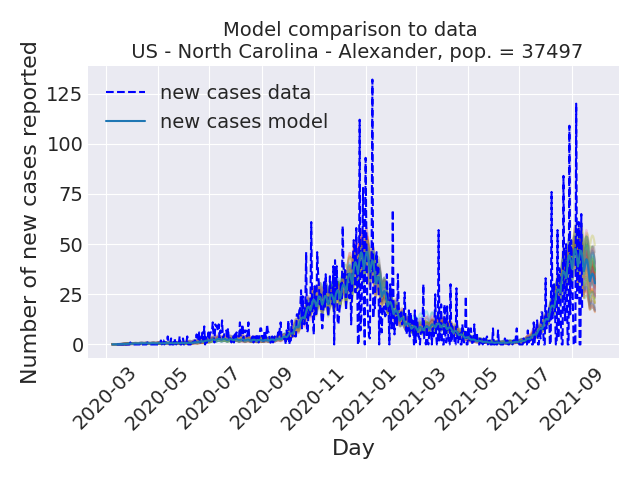 Model comparison to data
US - North Carolina - Alexander, pop. = 37497
Number of new cases reported
125
100
75
50
25
0
new cases data
new cases model
2020-03
2020-05
2020-07
2020-09
2020-11
2021-01
2021-03
2021-05
2021-07
2021-09
Day